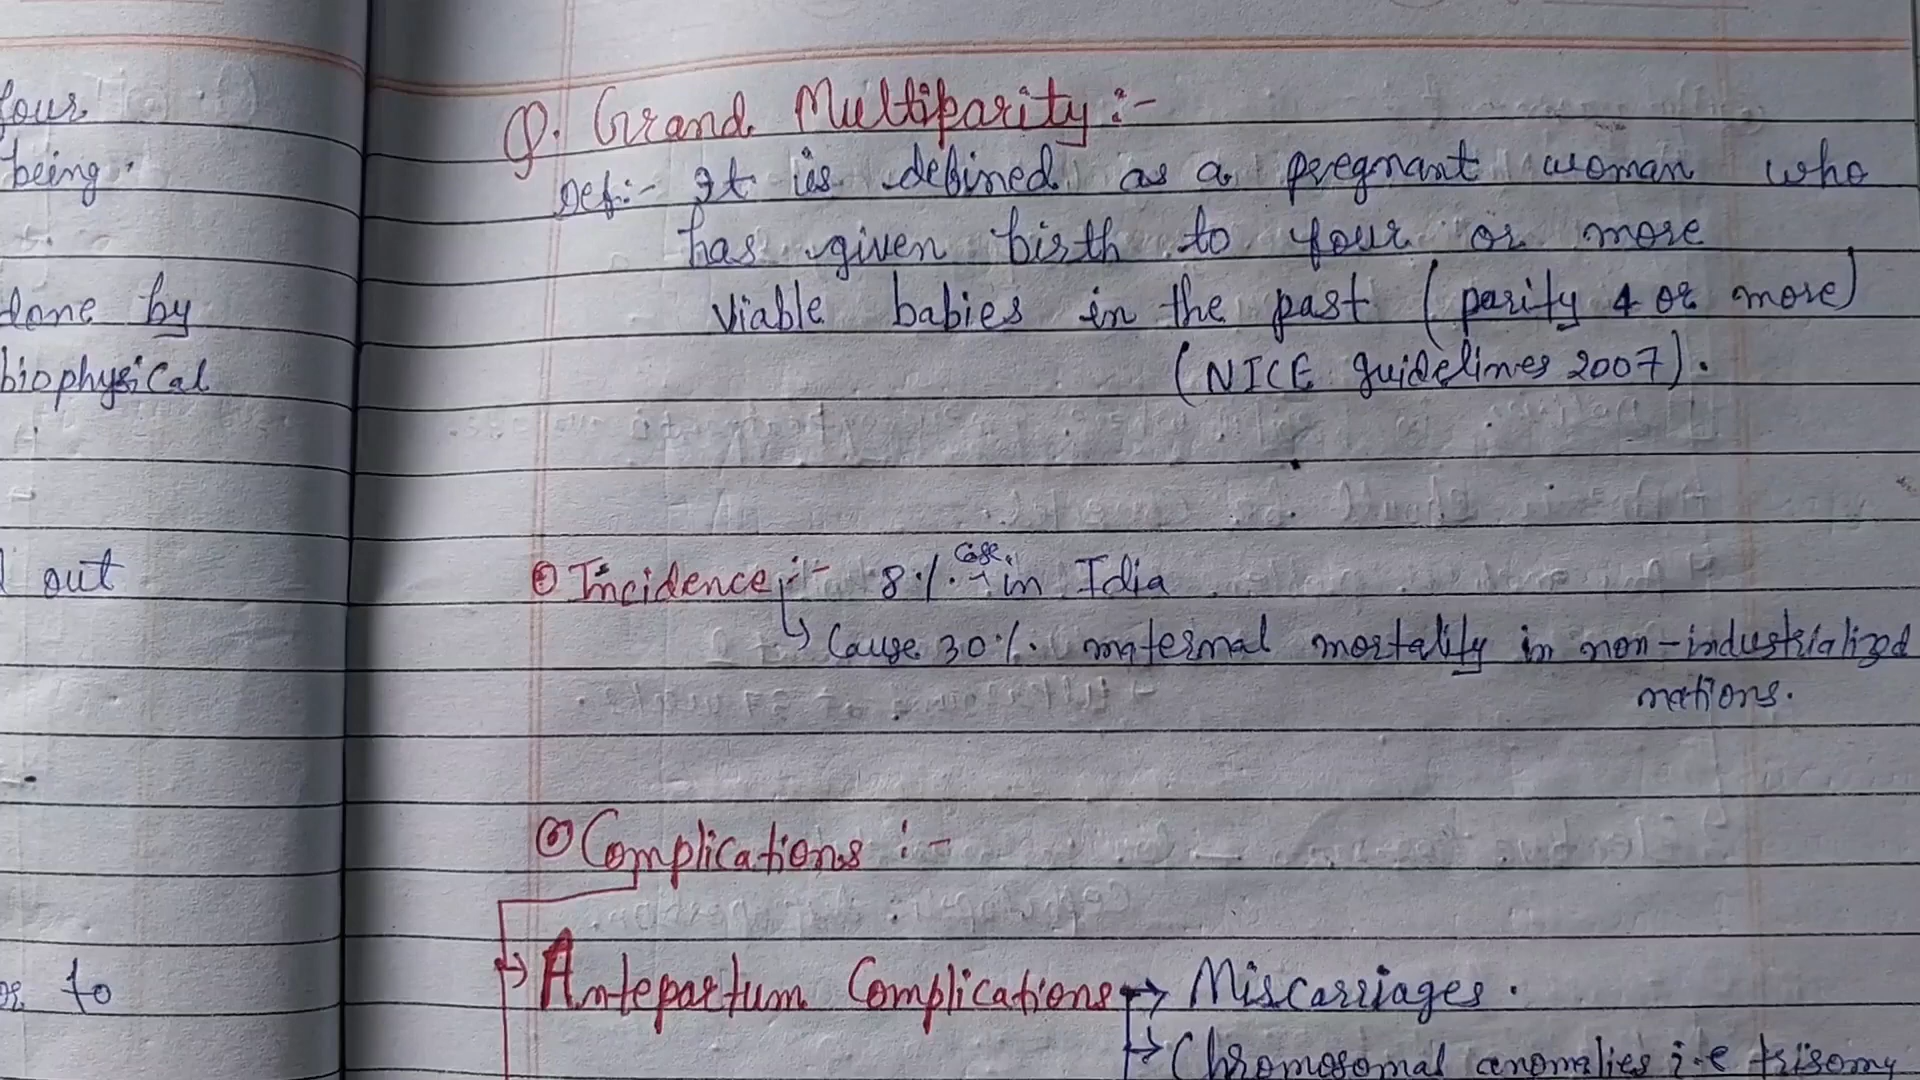 four
being.
done by
biophysical
out
or to
Q. Grand Multiparity :-
Def:- It is defined as a pregnant woman who
has given birth to four or more
viable babies in the past (parity 4 or more)
(NICE guidelines 2007).
Incidence :- 8% case in Idia
↳ Cause 30% maternal mortality in non-industrialized
nations.
Complications :-
→ Antepartum Complications → Miscarriages.
→ Chromosomal anomalies i.e trisomy